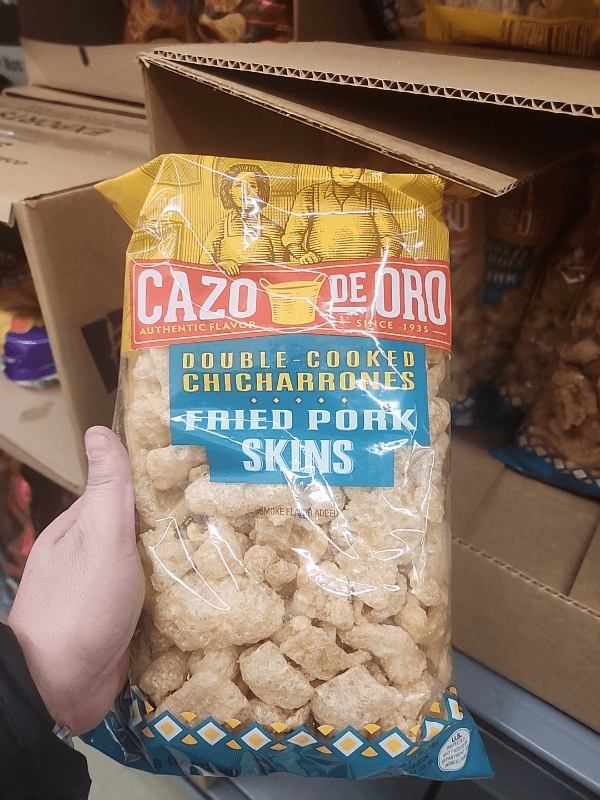 CAZO DE ORO
AUTHENTIC FLAVOR SINCE 1935
DOUBLE-COOKED
CHICHARRONES
FRIED PORK
SKINS
SMOKE FLAVOR ADDED
U.S.